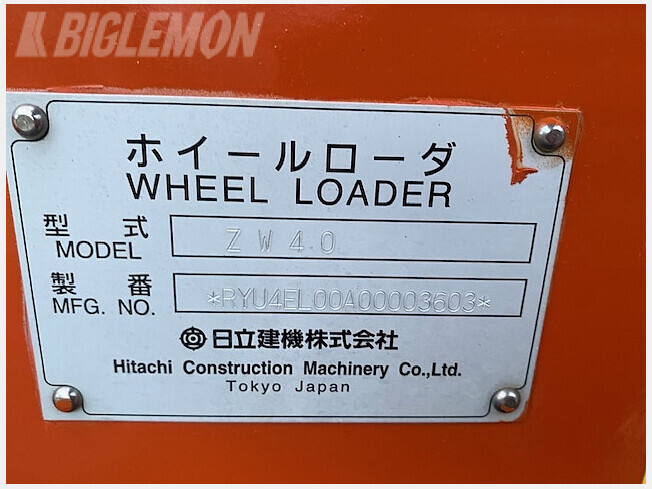 BIGLEMON
ホイールローダ
WHEEL LOADER
型式 ZW40
MODEL
製番 *RYU4EL00A00003603*
MFG. NO.
日立建機株式会社
Hitachi Construction Machinery Co.,Ltd.
Tokyo Japan